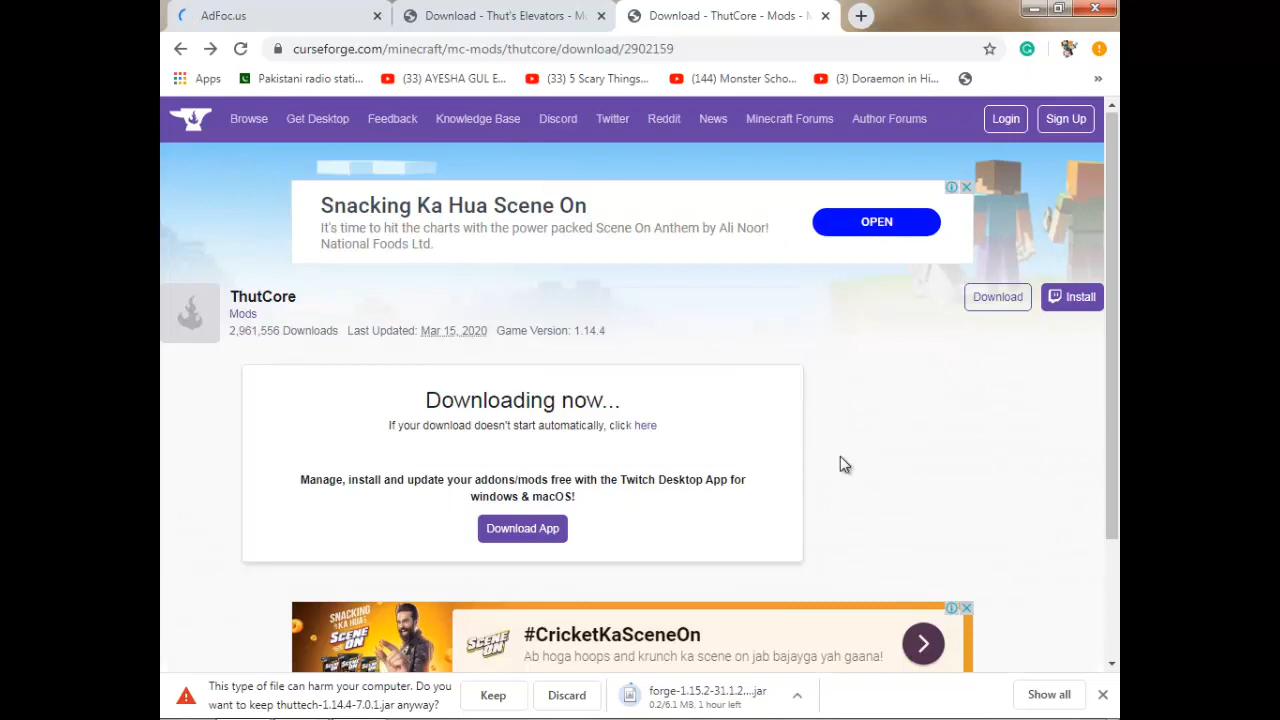 AdFoc.us
Download - Thut's Elevators - M
Download - ThutCore - Mods - M
curseforge.com/minecraft/mc-mods/thutcore/download/2902159
Apps
Pakistani radio stati...
(33) AYESHA GUL E...
(33) 5 Scary Things...
(144) Monster Scho...
(3) Doraemon in Hi...
Browse
Get Desktop
Feedback
Knowledge Base
Discord
Twitter
Reddit
News
Minecraft Forums
Author Forums
Login
Sign Up
Snacking Ka Hua Scene On
It's time to hit the charts with the power packed Scene On Anthem by Ali Noor!
National Foods Ltd.
OPEN
ThutCore
Mods
2,961,556 Downloads Last Updated: Mar 15, 2020 Game Version: 1.14.4
Download
Install
Downloading now...
If your download doesn't start automatically, click here
Manage, install and update your addons/mods free with the Twitch Desktop App for
windows & macOS!
Download App
SNACKING
KA HUA
SCENE
ON
SCENE ON
#CricketKaSceneOn
Ab hoga hoops and krunch ka scene on jab bajayga yah gaana!
This type of file can harm your computer. Do you
want to keep thuttech-1.14.4-7.0.1.jar anyway?
Keep
Discard
forge-1.15.2-31.1.2....jar
0.2/6.1 MB, 1 hour left
Show all